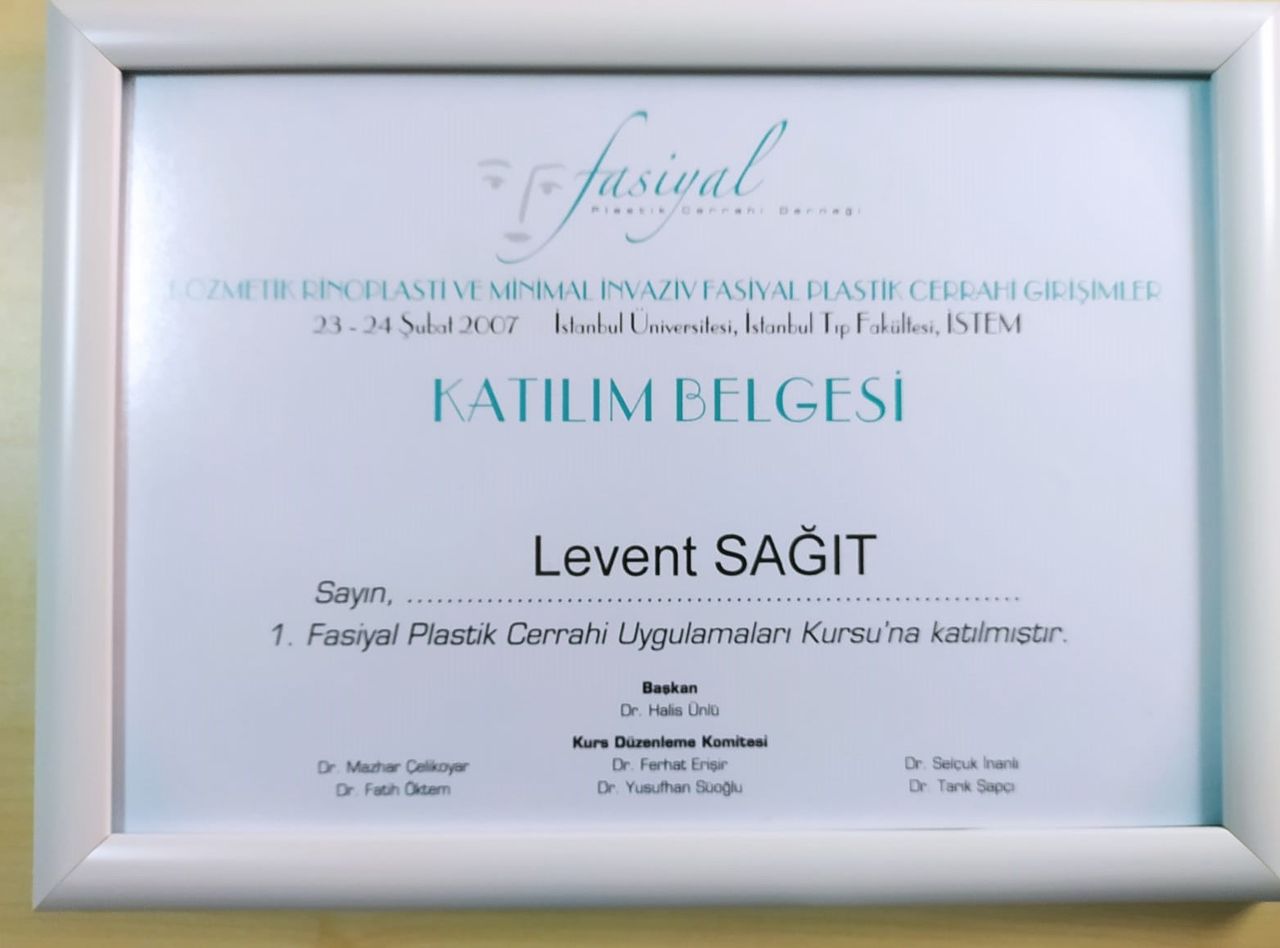 fasiyal
Plastik Cerrahi Derneği
KOZMETİK RİNOPLASTİ VE MİNİMAL İNVAZİV FASİYAL PLASTİK CERRAHİ GİRİŞİMLER
23 - 24 Şubat 2007 İstanbul Üniversitesi, İstanbul Tıp Fakültesi, İSTEM
KATILIM BELGESİ
Levent SAĞIT
Sayın, ..............................................................
1. Fasiyal Plastik Cerrahi Uygulamaları Kursu'na katılmıştır.
Başkan
Dr. Halis Ünlü
Kurs Düzenleme Komitesi
Dr. Mazhar Çelikoyar Dr. Ferhat Erişir Dr. Selçuk İnanlı
Dr. Fatih Öktem Dr. Yusufhan Süoğlu Dr. Tarık Şapçı